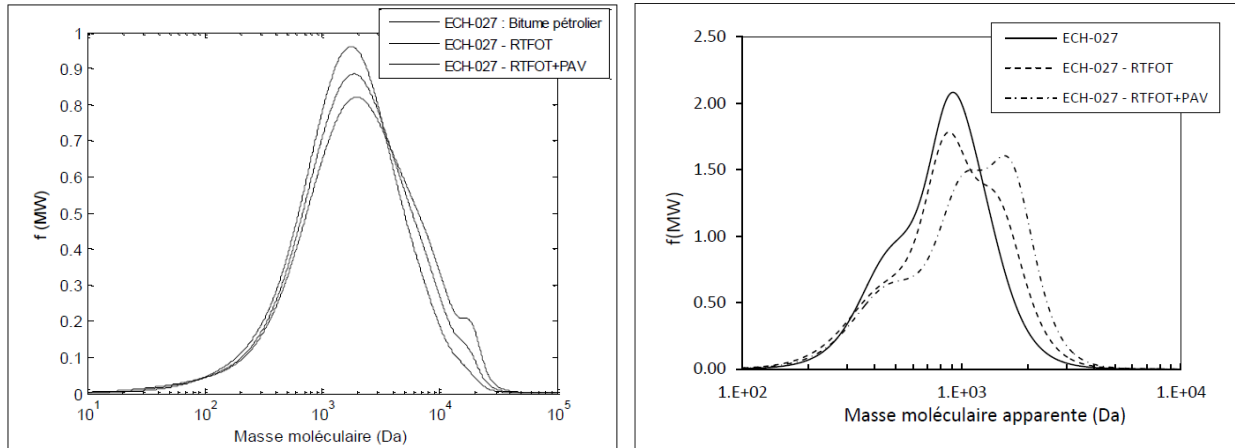 ECH-027 : Bitume pétrolier
ECH-027 - RTFOT
ECH-027 - RTFOT+PAV
1
0.9
0.8
0.7
0.6
0.5
0.4
0.3
0.2
0.1
0
f (MW)
10^1
10^2
10^3
10^4
10^5
Masse moléculaire (Da)
ECH-027
ECH-027 - RTFOT
ECH-027 - RTFOT+PAV
2.50
2.00
1.50
1.00
0.50
0.00
f(MW)
1.E+02
1.E+03
1.E+04
Masse moléculaire apparente (Da)